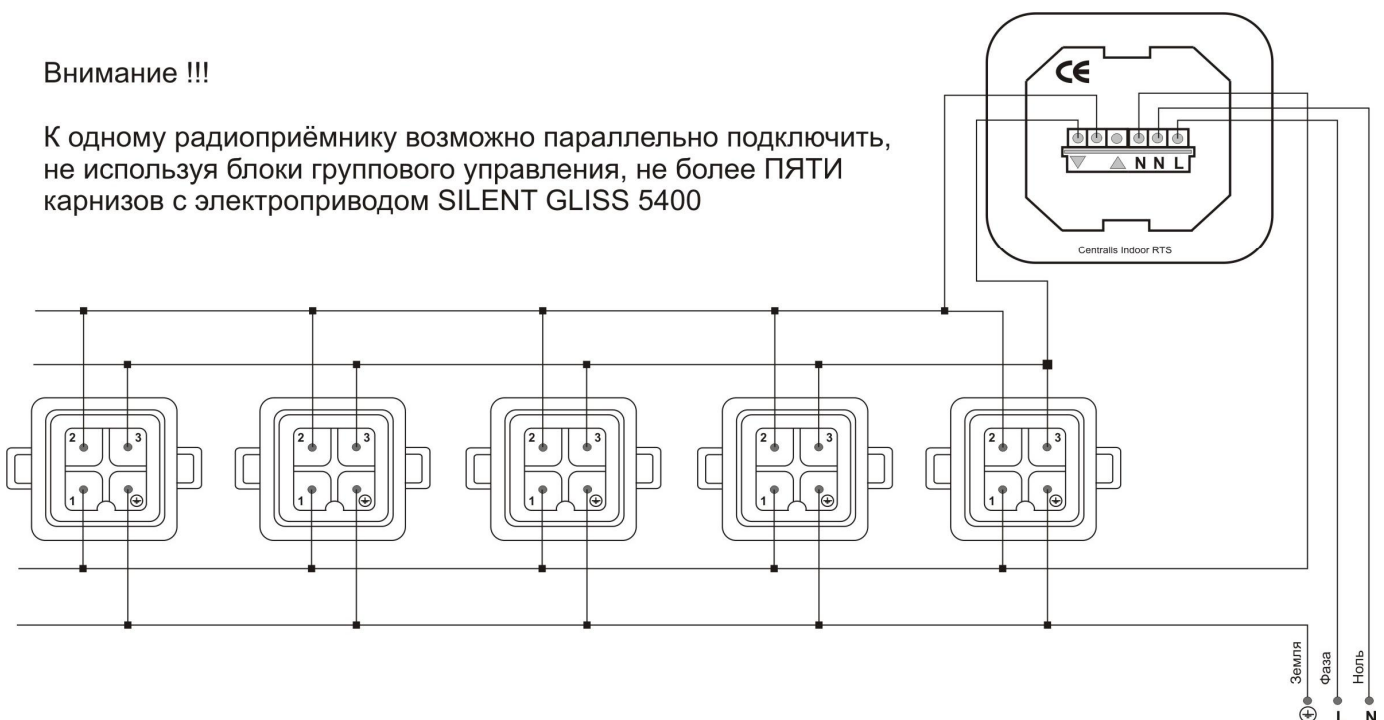 Внимание !!!
К одному радиоприёмнику возможно параллельно подключить,
не используя блоки группового управления, не более ПЯТИ
карнизов с электроприводом SILENT GLISS 5400
CE
N N L
Centralis Indoor RTS
2 3
1
2 3
1
2 3
1
2 3
1
2 3
1
Земля
Фаза
Ноль
L N